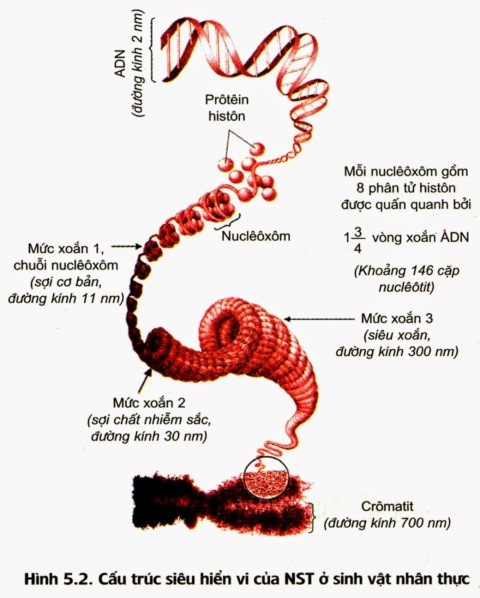 ADN
(đường kính 2 nm)
Prôtêin
histôn
Mỗi nuclêôxôm gồm
8 phân tử histôn
được quấn quanh bởi
1 3/4 vòng xoắn ADN
(Khoảng 146 cặp
nuclêôtit)
Nuclêôxôm
Mức xoắn 1,
chuỗi nuclêôxôm
(sợi cơ bản,
đường kính 11 nm)
Mức xoắn 3
(siêu xoắn,
đường kính 300 nm)
Mức xoắn 2
(sợi chất nhiễm sắc,
đường kính 30 nm)
Crômatit
(đường kính 700 nm)
Hình 5.2. Cấu trúc siêu hiển vi của NST ở sinh vật nhân thực